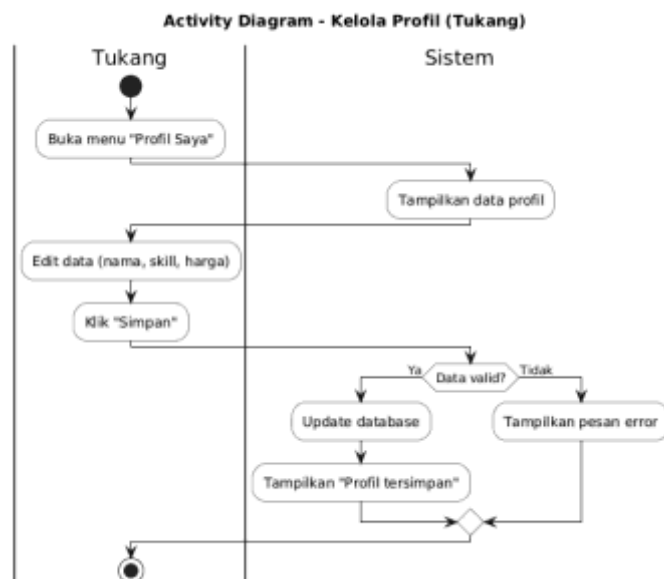 Activity Diagram - Kelola Profil (Tukang)
Tukang
Sistem
Buka menu "Profil Saya"
Tampilkan data profil
Edit data (nama, skill, harga)
Klik "Simpan"
Ya
Data valid?
Tidak
Update database
Tampilkan pesan error
Tampilkan "Profil tersimpan"